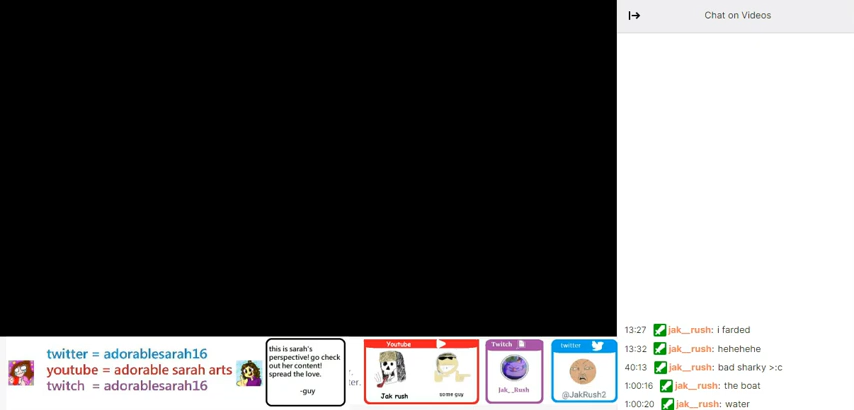 Chat on Videos
13:27 jak__rush: i farded
13:32 jak__rush: hehehehe
40:13 jak__rush: bad sharky >:c
1:00:16 jak__rush: the boat
1:00:20 jak__rush: water
twitter = adorablesarah16
youtube = adorable sarah arts
twitch = adorablesarah16
this is sarah's
perspective! go check
out her content!
spread the love.
-guy
Youtube
Jak rush
some guy
Twitch
Jak__Rush
twitter
@JakRush2